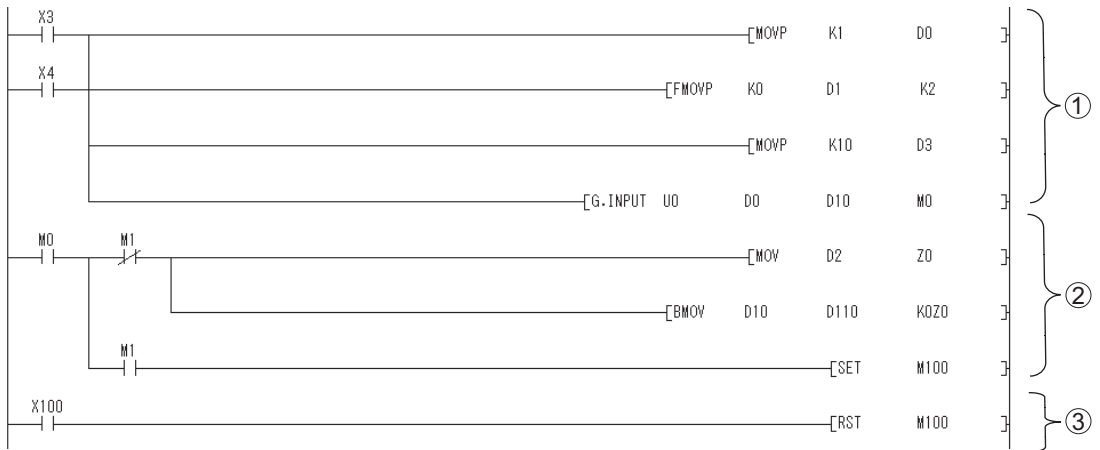 X3
[MOVP K1 D0 ]
X4
[FMOVP K0 D1 K2 ]
①
[MOVP K10 D3 ]
[G.INPUT U0 D0 D10 M0 ]
M0 M1
[MOV D2 Z0 ]
②
[BMOV D10 D110 K0Z0 ]
M1
[SET M100 ]
X100
[RST M100 ]
③